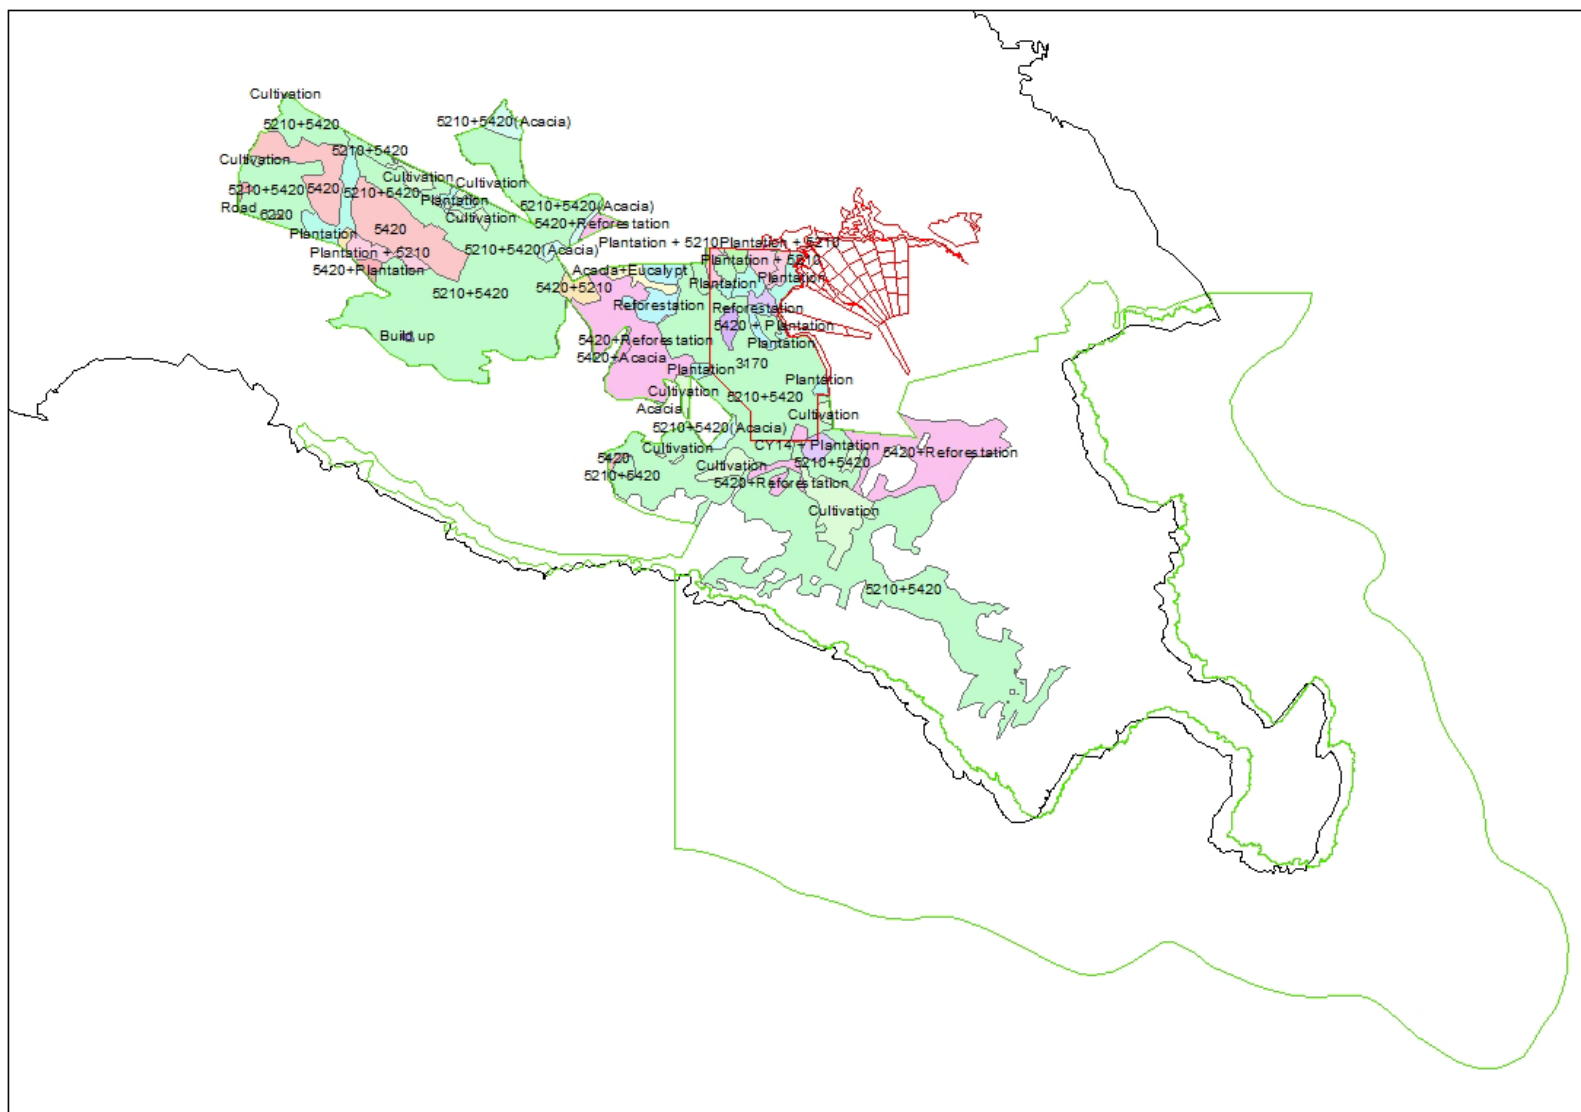 Cultivation
5210+5420
5210+5420(Acacia)
5210+5420
Cultivation
Cultivation
Cultivation
5210+5420
5420
5210+5420
Plantation
Road
5210+5420(Acacia)
Cultivation
5420+Reforestation
5420
Plantation
Plantation + 5210
Plantation + 5210
5210+5420(Acacia)
Plantation + 5210
Plantation + 5210
5420+Plantation
Acacia+Eucalypt
Plantation
Plantation
5210+5420
5420+5210
Reforestation
Reforestation
5420 + Plantation
Build up
5420+Reforestation
Plantation
5420+Acacia
3170
Plantation
Plantation
Cultivation
5210+5420
Acacia
Cultivation
5210+5420(Acacia)
Cultivation
CY14 + Plantation
5420+Reforestation
5420
5210+5420
Cultivation
5210+5420
5420+Reforestation
Cultivation
5210+5420